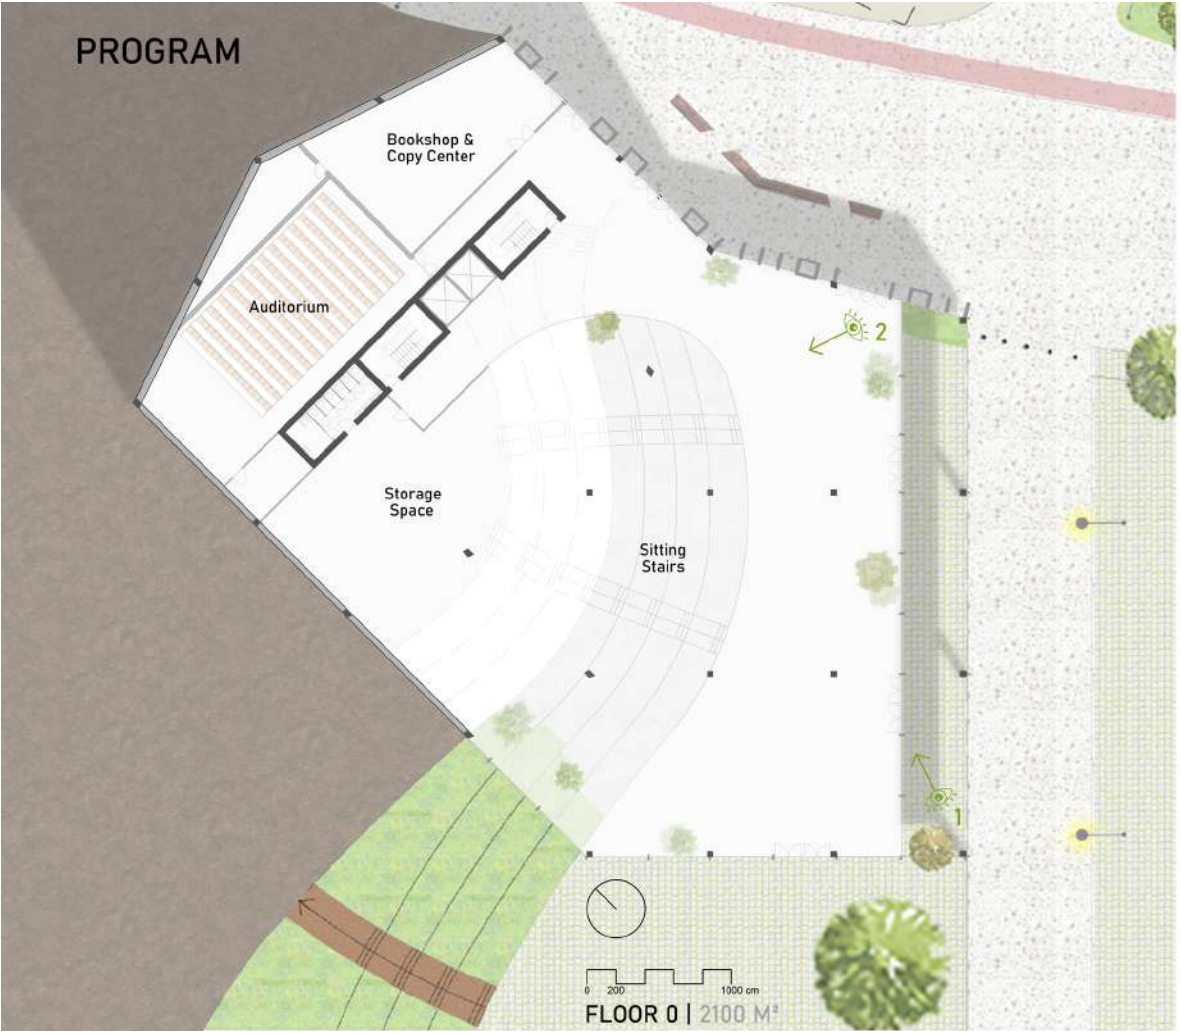 PROGRAM
Bookshop &
Copy Center
Auditorium
2
Storage
Space
Sitting
Stairs
1
0 200 1000 cm
FLOOR 0 | 2100 M²